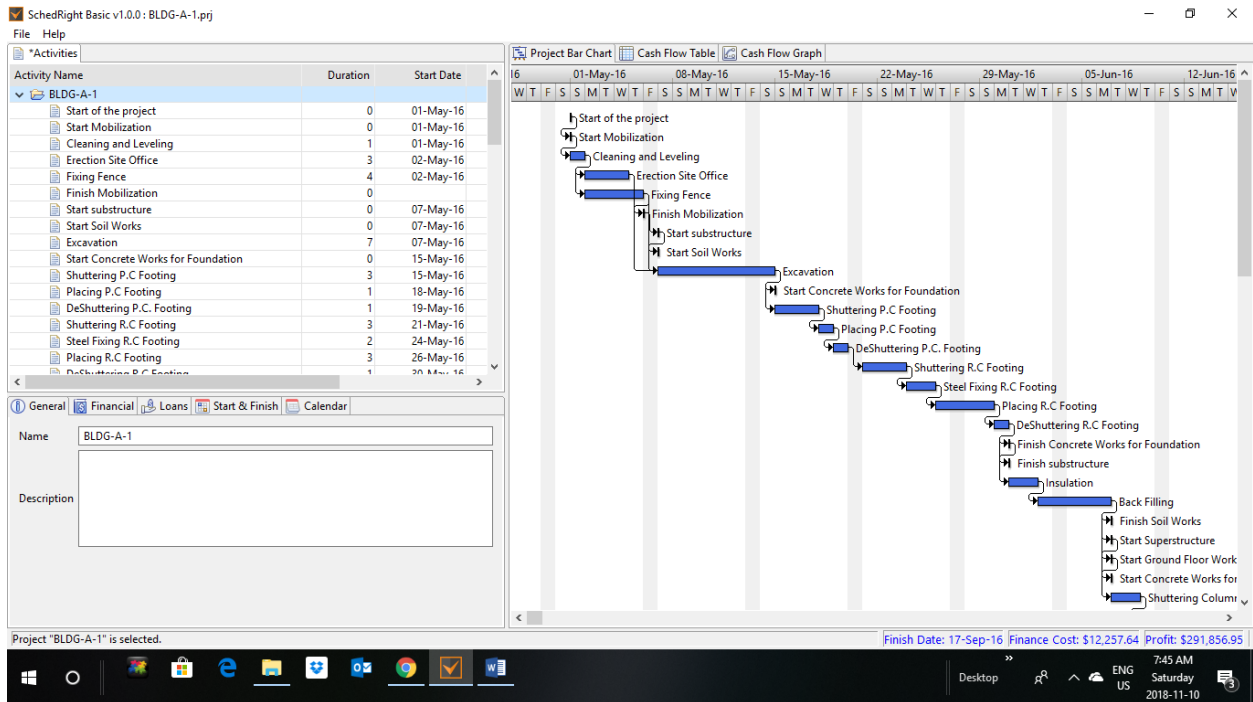 SchedRight Basic v1.0.0 : BLDG-A-1.prj
File Help
*Activities
Activity Name Duration Start Date
BLDG-A-1
Start of the project 0 01-May-16
Start Mobilization 0 01-May-16
Cleaning and Leveling 1 01-May-16
Erection Site Office 3 02-May-16
Fixing Fence 4 02-May-16
Finish Mobilization 0
Start substructure 0 07-May-16
Start Soil Works 0 07-May-16
Excavation 7 07-May-16
Start Concrete Works for Foundation 0 15-May-16
Shuttering P.C Footing 3 15-May-16
Placing P.C Footing 1 18-May-16
DeShuttering P.C. Footing 1 19-May-16
Shuttering R.C Footing 3 21-May-16
Steel Fixing R.C Footing 2 24-May-16
Placing R.C Footing 3 26-May-16
DeShuttering R.C Footing 1 30-May-16
General Financial Loans Start & Finish Calendar
Name BLDG-A-1
Description
Project Bar Chart Cash Flow Table Cash Flow Graph
16 01-May-16 08-May-16 15-May-16 22-May-16 29-May-16 05-Jun-16 12-Jun-16
W T F S S M T W T F S S M T W T F S S M T W T F S S M T W T F S S M T W T F S S M T W T F S S M T W
Start of the project
Start Mobilization
Cleaning and Leveling
Erection Site Office
Fixing Fence
Finish Mobilization
Start substructure
Start Soil Works
Excavation
Start Concrete Works for Foundation
Shuttering P.C Footing
Placing P.C Footing
DeShuttering P.C. Footing
Shuttering R.C Footing
Steel Fixing R.C Footing
Placing R.C Footing
DeShuttering R.C Footing
Finish Concrete Works for Foundation
Finish substructure
Insulation
Back Filling
Finish Soil Works
Start Superstructure
Start Ground Floor Work
Start Concrete Works for
Shuttering Colum
Project "BLDG-A-1" is selected.
Finish Date: 17-Sep-16 Finance Cost: $12,257.64 Profit: $291,856.95
Desktop
ENG
US
7:45 AM
Saturday
2018-11-10
3